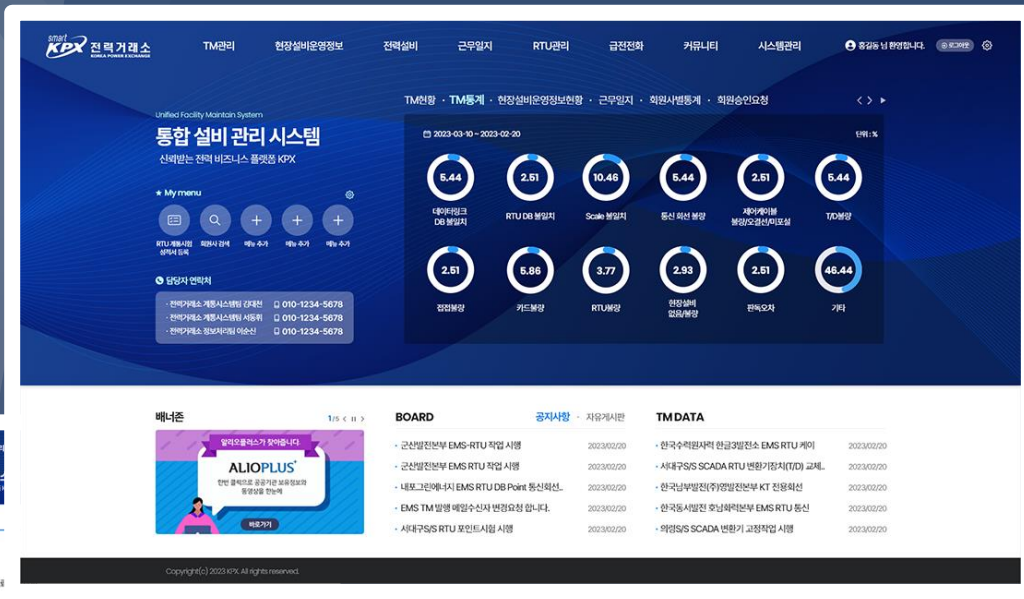 smart
KPX 전력거래소
KOREA POWER EXCHANGE
TM관리 현장설비운영정보 전력설비 근무일지 RTU관리 급전전화 커뮤니티 시스템관리
홍길동 님 환영합니다. 로그아웃
TM현황 · TM통계 · 현장설비운영정보현황 · 근무일지 · 회원사별통계 · 회원승인요청
Unified Facility Maintain System
통합 설비 관리 시스템
신뢰받는 전력 비즈니스 플랫폼 KPX
★ My menu
RTU 계통시험
성적서 등록
회원사 검색
메뉴 추가
메뉴 추가
메뉴 추가
담당자 연락처
· 전력거래소 계통시스템팀 김대천 010-1234-5678
· 전력거래소 계통시스템팀 서동휘 010-1234-5678
· 전력거래소 정보처리팀 이순신 010-1234-5678
2023-03-10 ~ 2023-02-20
단위 : %
5.44
데이터링크
DB 불일치
2.51
RTU DB 불일치
10.46
Scale 불일치
5.44
통신 회선 불량
2.51
제어케이블
불량/오결선/미포설
5.44
T/D불량
2.51
접점불량
5.86
카드불량
3.77
RTU불량
2.93
현장설비
없음/불량
2.51
판독오차
46.44
기타
배너존
1/5
알리오플러스가 찾아옵니다.
ALIOPLUS
한번 클릭으로 공공기관 보유정보와
동영상을 한눈에
바로가기
BOARD
공지사항 · 자유게시판
· 군산발전본부 EMS-RTU 작업 시행 2023/02/20
· 군산발전본부 EMS RTU 작업 시행 2023/02/20
· 내포그린에너지 EMS RTU DB Point 통신회선.. 2023/02/20
· EMS TM 발행 메일수신자 변경요청 합니다. 2023/02/20
· 서대구S/S RTU 포인트시험 시행 2023/02/20
TM DATA
· 한국수력원자력 한글3발전소 EMS RTU 케이 2023/02/20
· 서대구S/S SCADA RTU 변환기장치(T/D) 교체.. 2023/02/20
· 한국남부발전(주)영발전본부 KT 전용회선 2023/02/20
· 한국동서발전 호남화력본부 EMS RTU 통신 2023/02/20
· 의령S/S SCADA 변환기 고정작업 시행 2023/02/20
Copyright(c) 2023 KPX. All rights reserved.